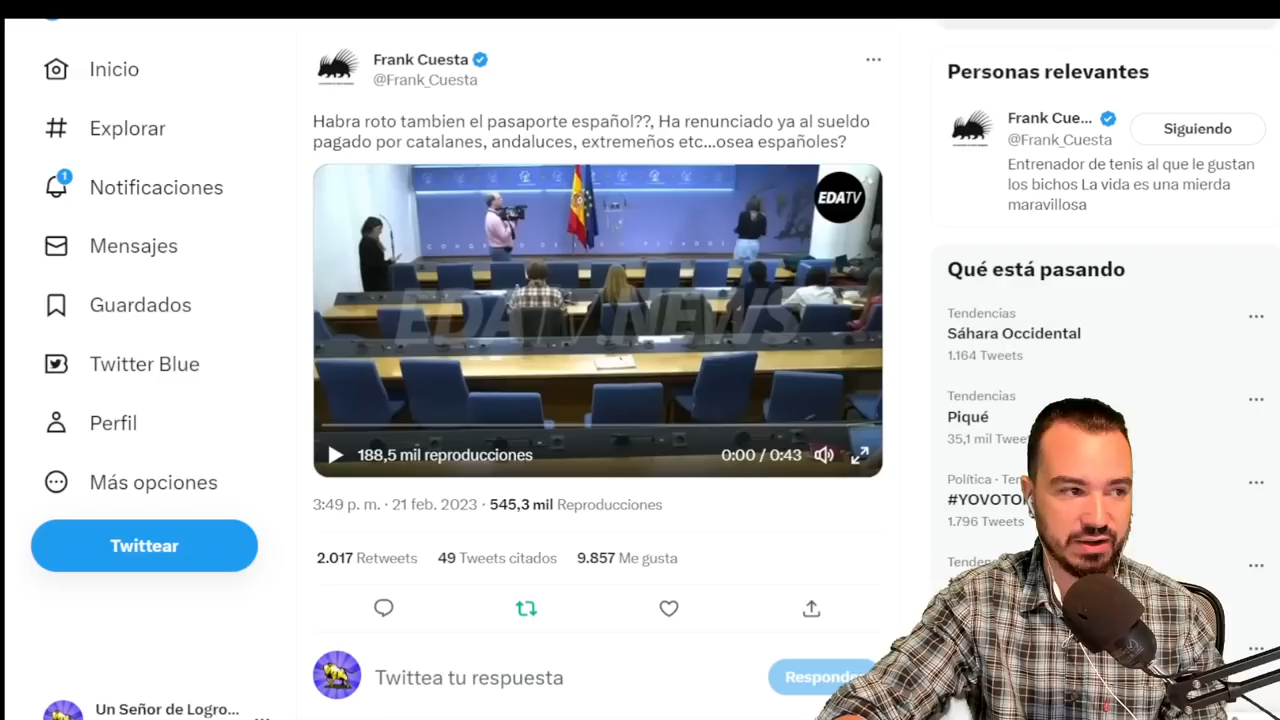 Inicio
Explorar
1
Notificaciones
Mensajes
Guardados
Twitter Blue
Perfil
Más opciones
Twittear
Un Señor de Logro...
Frank Cuesta
@Frank_Cuesta
Habra roto tambien el pasaporte español??, Ha renunciado ya al sueldo
pagado por catalanes, andaluces, extremeños etc...osea españoles?
EDATV
EDATV NEWS
188,5 mil reproducciones
0:00 / 0:43
3:49 p. m. · 21 feb. 2023 · 545,3 mil Reproducciones
2.017 Retweets 49 Tweets citados 9.857 Me gusta
Twittea tu respuesta
Responde
Personas relevantes
Frank Cue...
@Frank_Cuesta
Siguiendo
Entrenador de tenis al que le gustan
los bichos La vida es una mierda
maravillosa
Qué está pasando
Tendencias
Sáhara Occidental
1.164 Tweets
Tendencias
Piqué
35,1 mil Twee
Política · Ten
#YOVOTO
1.796 Tweets
Tendenc